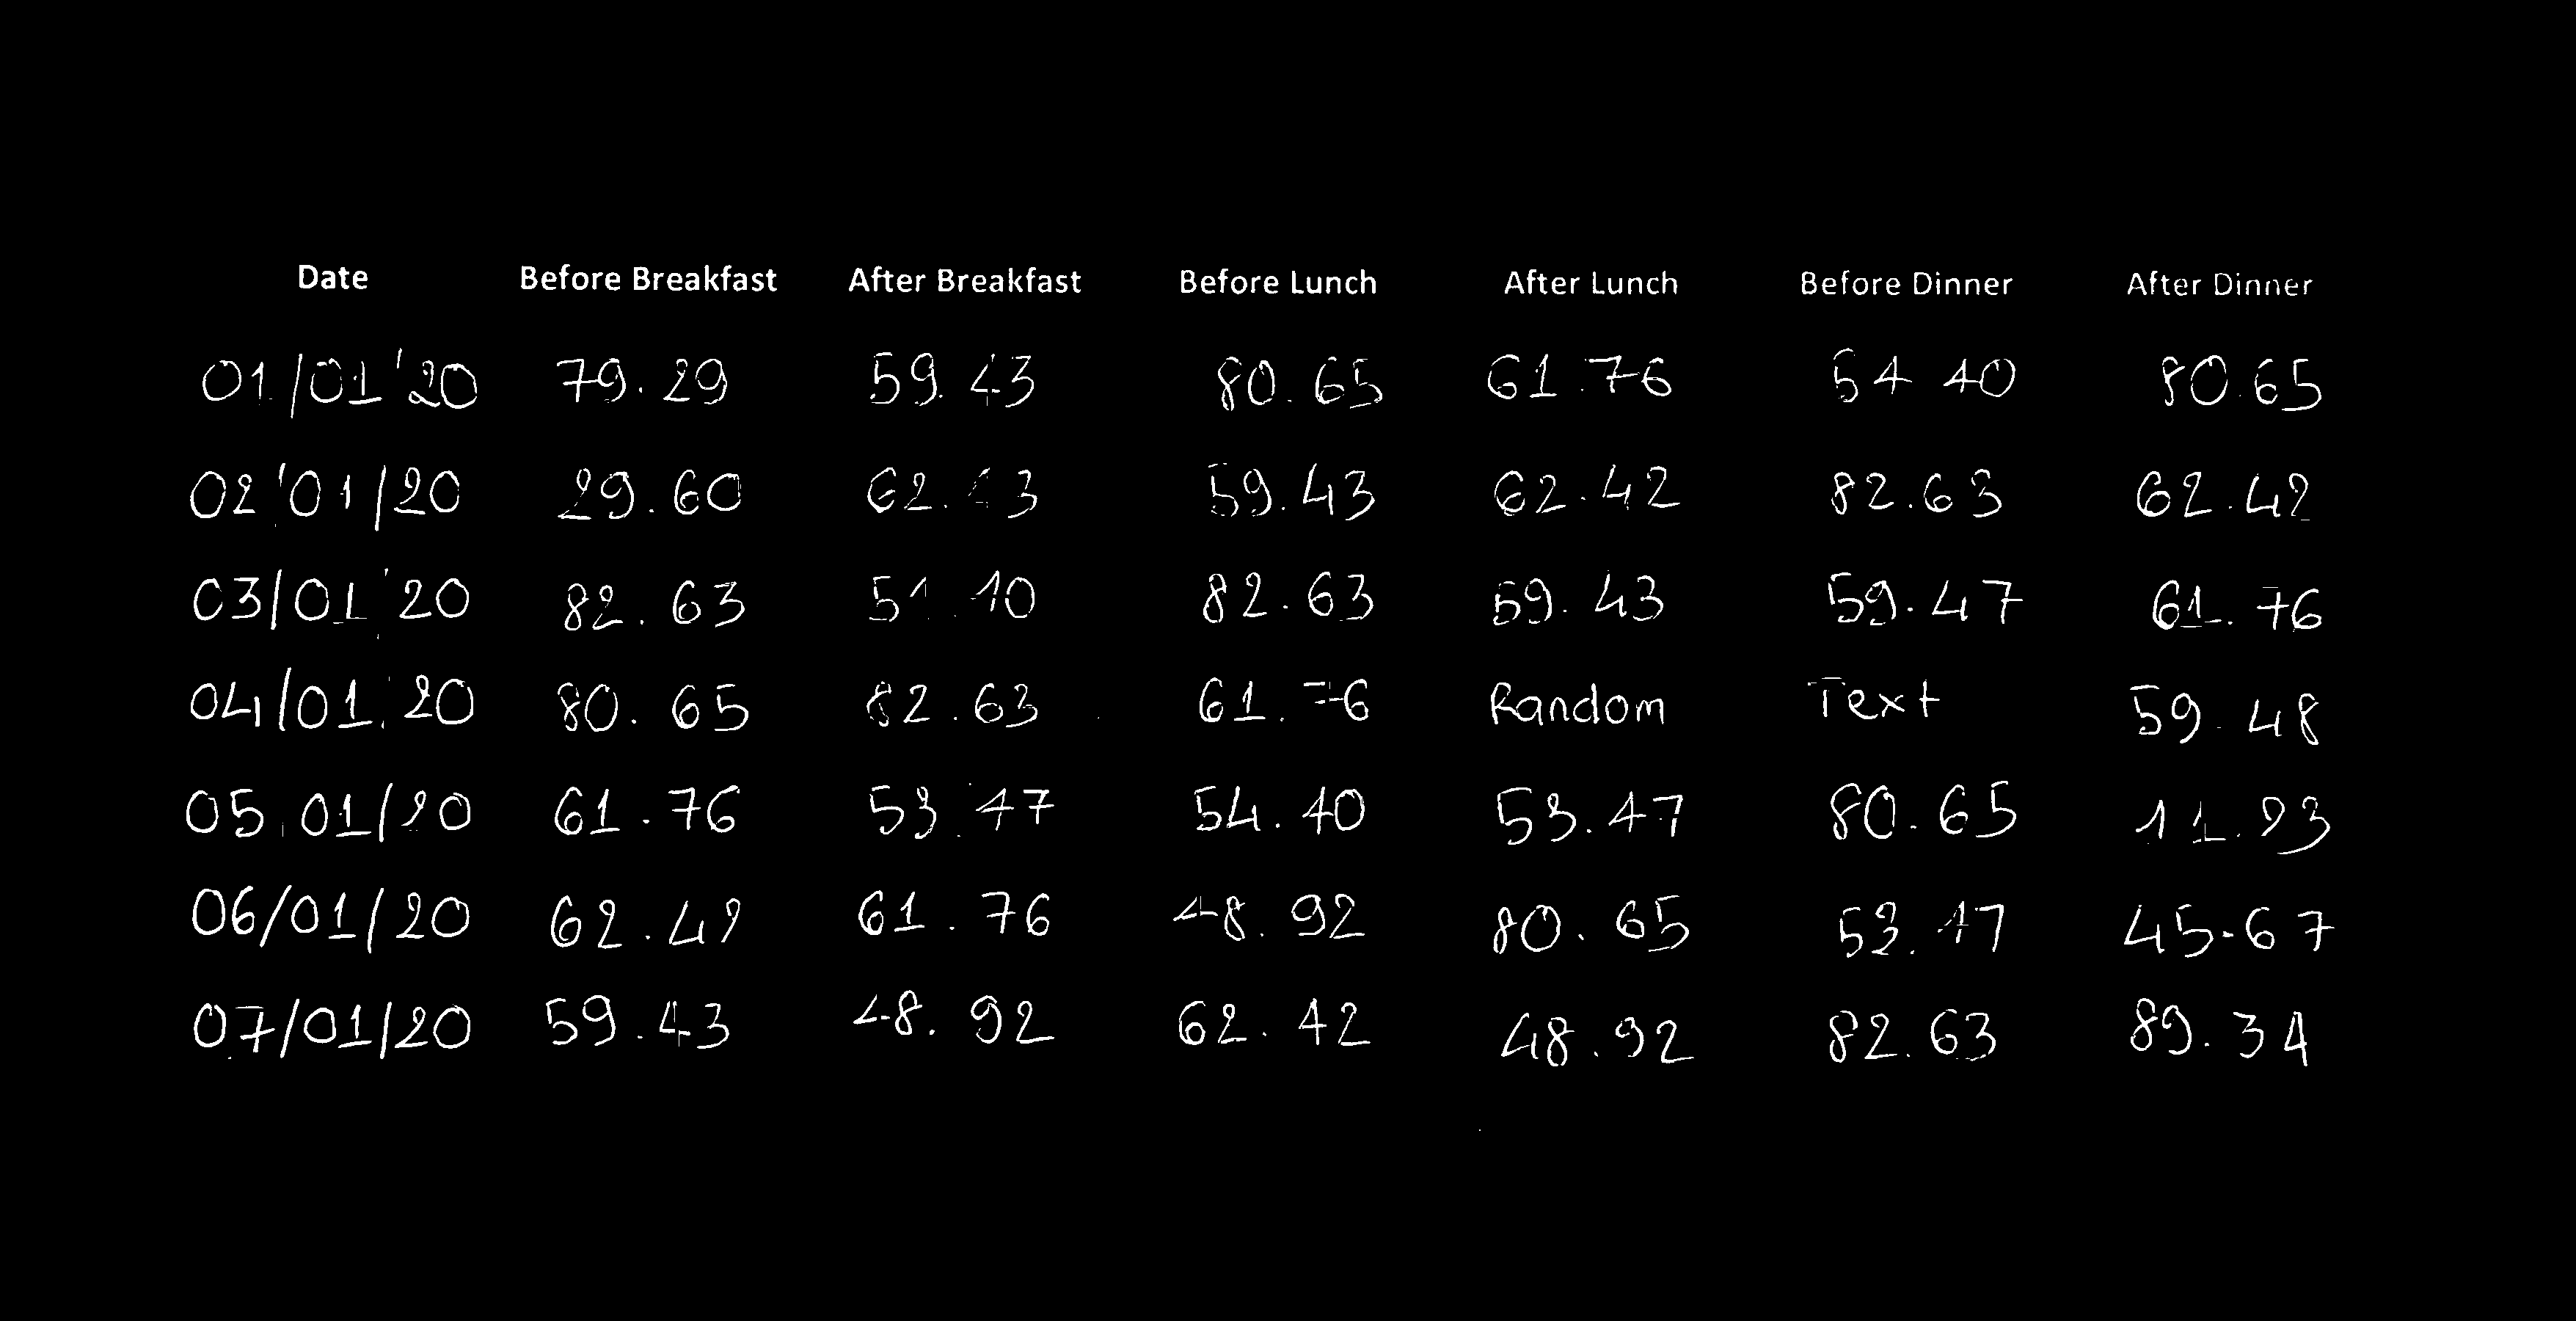 Date Before Breakfast After Breakfast Before Lunch After Lunch Before Dinner After Dinner
01/01/20 79.29 59.43 80.65 61.76 54 40 80.65
02/01/20 29.60 62.43 59.43 62.42 82.63 62.42
03/01/20 82.63 82.63 59.43 59.47 61.76
04/01/20 80.65 82.63 61.76 Random Text 59.48
05/01/20 61.76 53.47 54.40 53.47 80.65 11.23
06/01/20 62.42 61.76 48.92 80.65 53.47 45.67
07/01/20 59.43 48.92 62.42 48.92 82.63 89.34